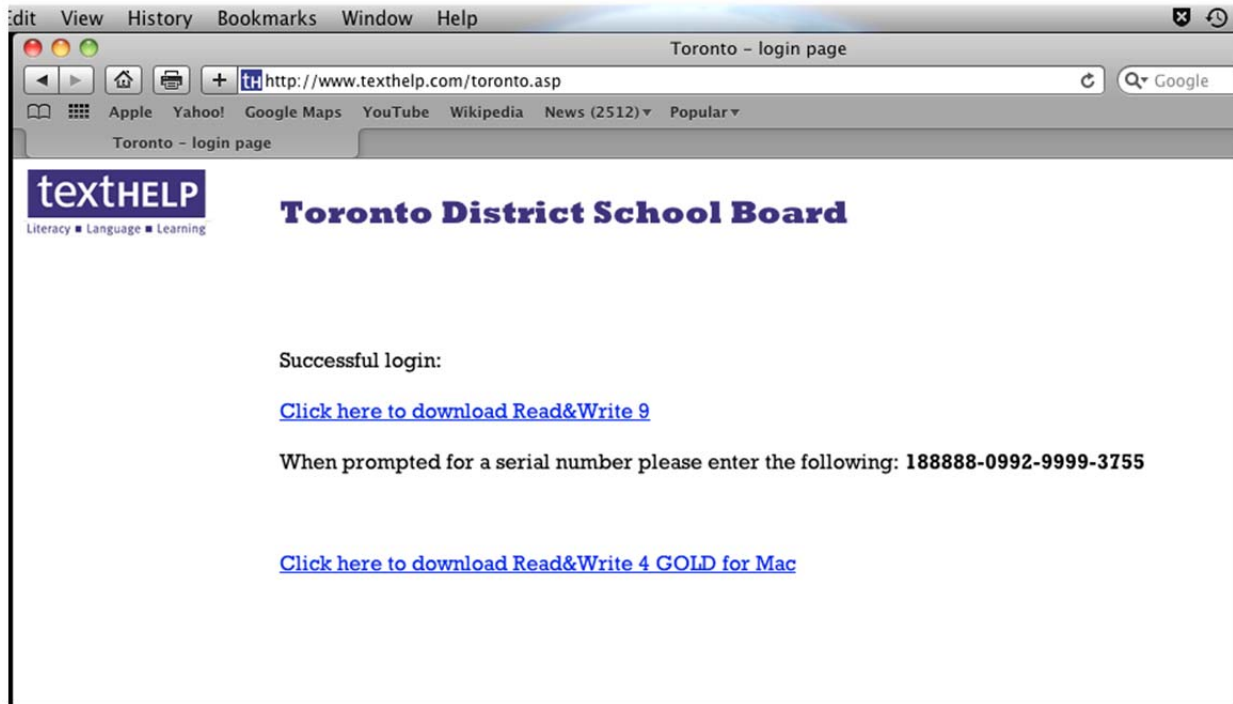 Edit View History Bookmarks Window Help
Toronto – login page
tH http://www.texthelp.com/toronto.asp Google
Apple Yahoo! Google Maps YouTube Wikipedia News (2512) Popular
Toronto – login page
textHELP
Literacy ■ Language ■ Learning
Toronto District School Board
Successful login:
Click here to download Read&Write 9
When prompted for a serial number please enter the following: 188888-0992-9999-3755
Click here to download Read&Write 4 GOLD for Mac